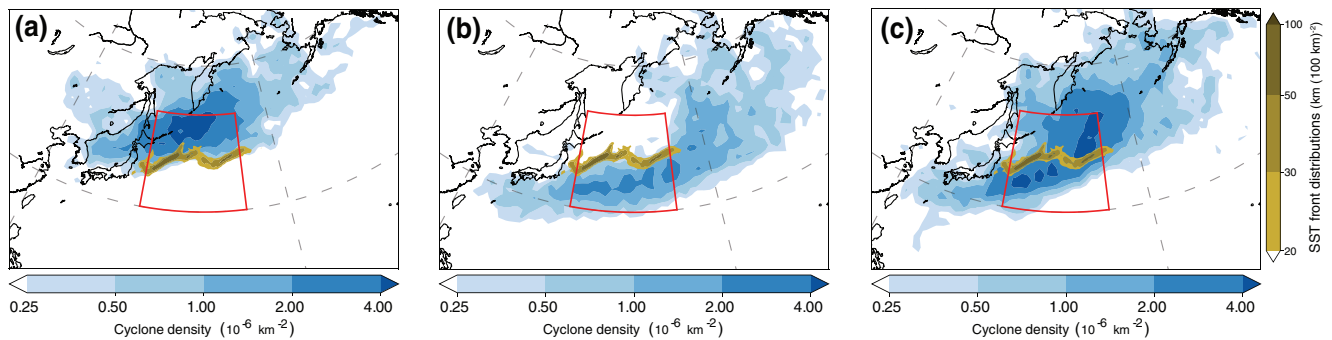 (a)
(b)
(c)
100
50
30
20
SST front distributions (km (100 km)⁻²)
0.25 0.50 1.00 2.00 4.00
Cyclone density (10⁻⁶ km⁻²)
0.25 0.50 1.00 2.00 4.00
Cyclone density (10⁻⁶ km⁻²)
0.25 0.50 1.00 2.00 4.00
Cyclone density (10⁻⁶ km⁻²)